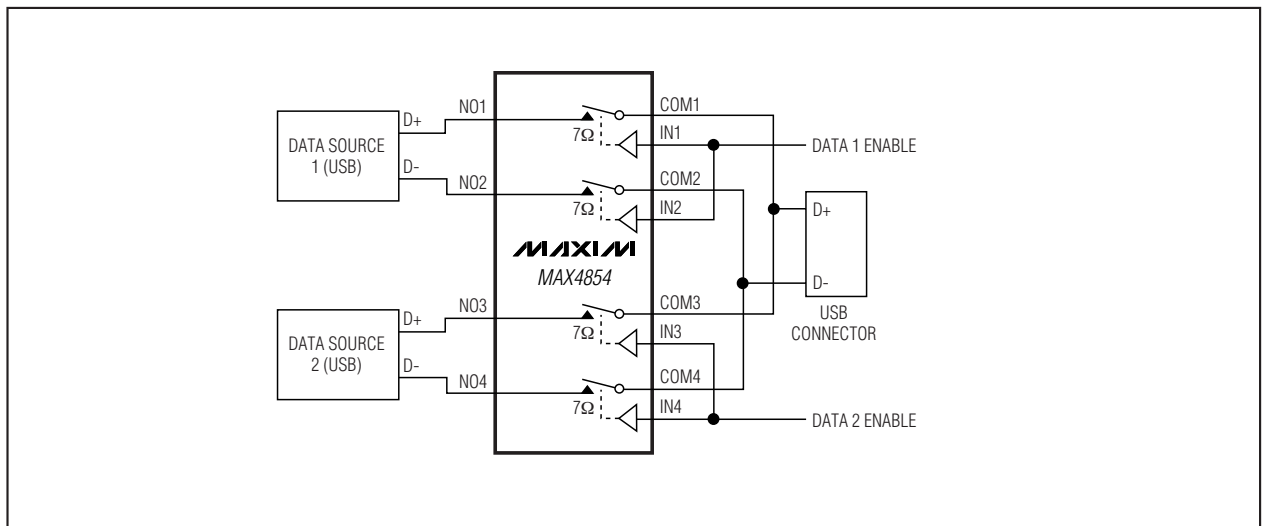 DATA SOURCE
1 (USB)
D+
D-
NO1
NO2
7Ω
7Ω
COM1
IN1
COM2
IN2
DATA 1 ENABLE
MAXIM
MAX4854
D+
D-
USB
CONNECTOR
DATA SOURCE
2 (USB)
D+
D-
NO3
NO4
7Ω
7Ω
COM3
IN3
COM4
IN4
DATA 2 ENABLE